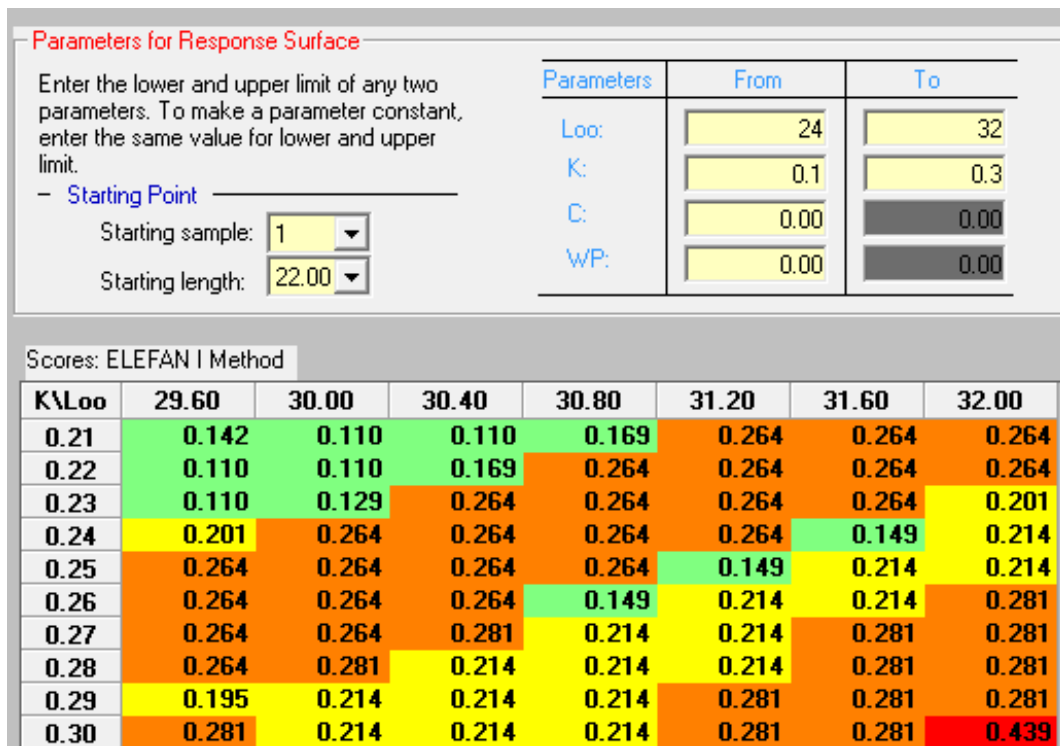 Parameters for Response Surface
Enter the lower and upper limit of any two
parameters. To make a parameter constant,
enter the same value for lower and upper
limit.
Starting Point
Starting sample: 1
Starting length: 22.00
Parameters From To
Loo: 24 32
K: 0.1 0.3
C: 0.00 0.00
WP: 0.00 0.00
Scores: ELEFAN I Method
K\Loo 29.60 30.00 30.40 30.80 31.20 31.60 32.00
0.21 0.142 0.110 0.110 0.169 0.264 0.264 0.264
0.22 0.110 0.110 0.169 0.264 0.264 0.264 0.264
0.23 0.110 0.129 0.264 0.264 0.264 0.264 0.201
0.24 0.201 0.264 0.264 0.264 0.264 0.149 0.214
0.25 0.264 0.264 0.264 0.264 0.149 0.214 0.214
0.26 0.264 0.264 0.264 0.149 0.214 0.214 0.281
0.27 0.264 0.264 0.281 0.214 0.214 0.281 0.281
0.28 0.264 0.281 0.214 0.214 0.214 0.281 0.281
0.29 0.195 0.214 0.214 0.214 0.281 0.281 0.281
0.30 0.281 0.214 0.214 0.214 0.281 0.281 0.439